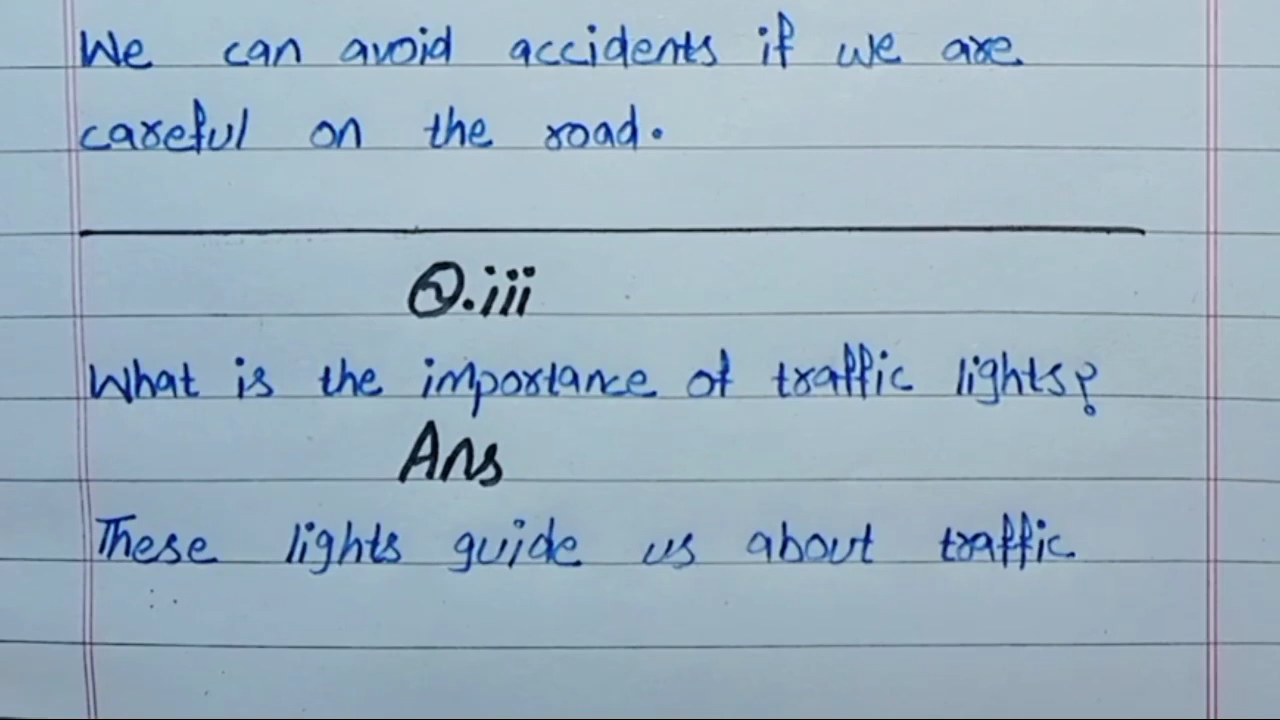 We can avoid accidents if we are
careful on the road.
Q.iii
What is the importance of traffic lights?
Ans
These lights guide us about traffic